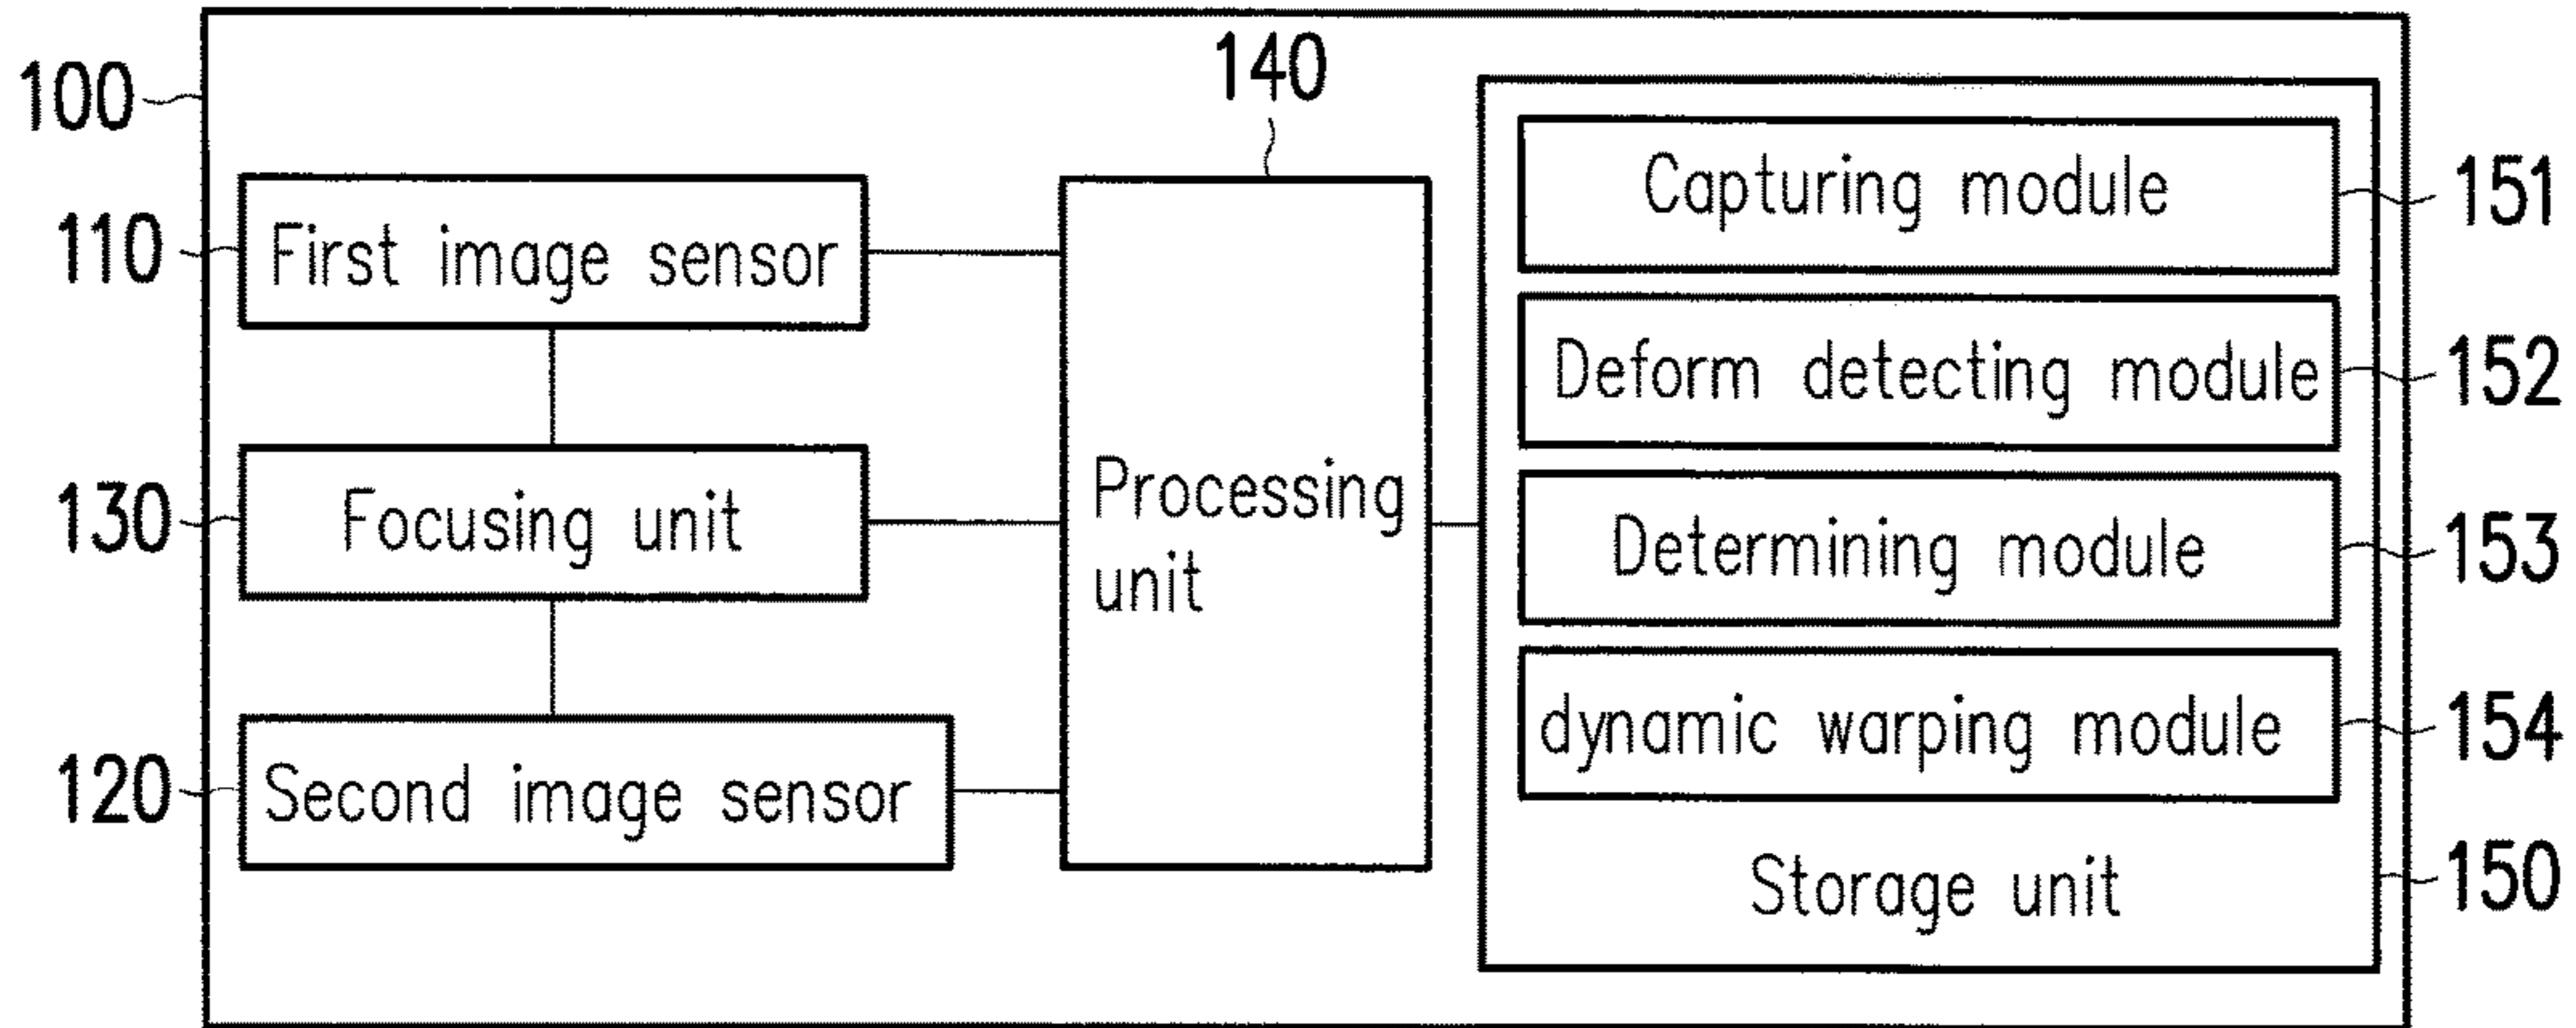 100
140
110
First image sensor
130
Focusing unit
120
Second image sensor
Processing
unit
Capturing module
151
Deform detecting module
152
Determining module
153
dynamic warping module
154
Storage unit
150